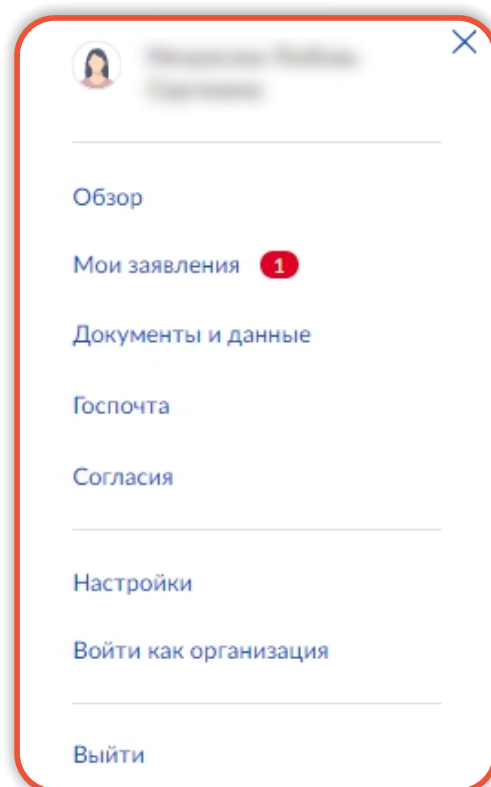 Обзор
Мои заявления 1
Документы и данные
Госпочта
Согласия
Настройки
Войти как организация
Выйти